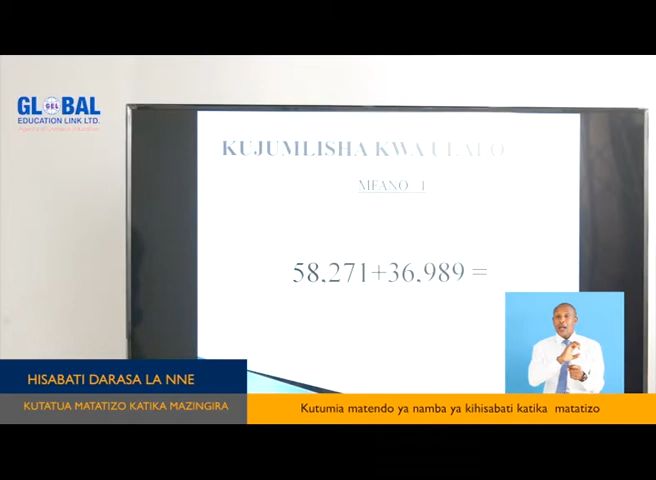 GLOBAL
GEL
EDUCATION LINK LTD.
KUJUMLISHA KWA ULALO
MFANO 1
58,271+36,989 =
HISABATI DARASA LA NNE
KUTATUA MATATIZO KATIKA MAZINGIRA
Kutumia matendo ya namba ya kihisabati katika matatizo